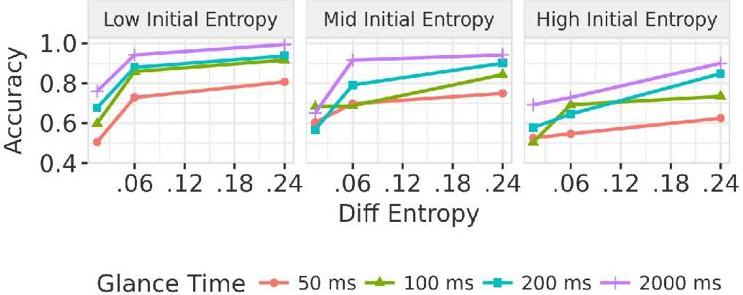 Low Initial Entropy Mid Initial Entropy High Initial Entropy
1.0
0.8
0.6
0.4
Accuracy
.06 .12 .18 .24 .06 .12 .18 .24 .06 .12 .18 .24
Diff Entropy
Glance Time 50 ms 100 ms 200 ms 2000 ms